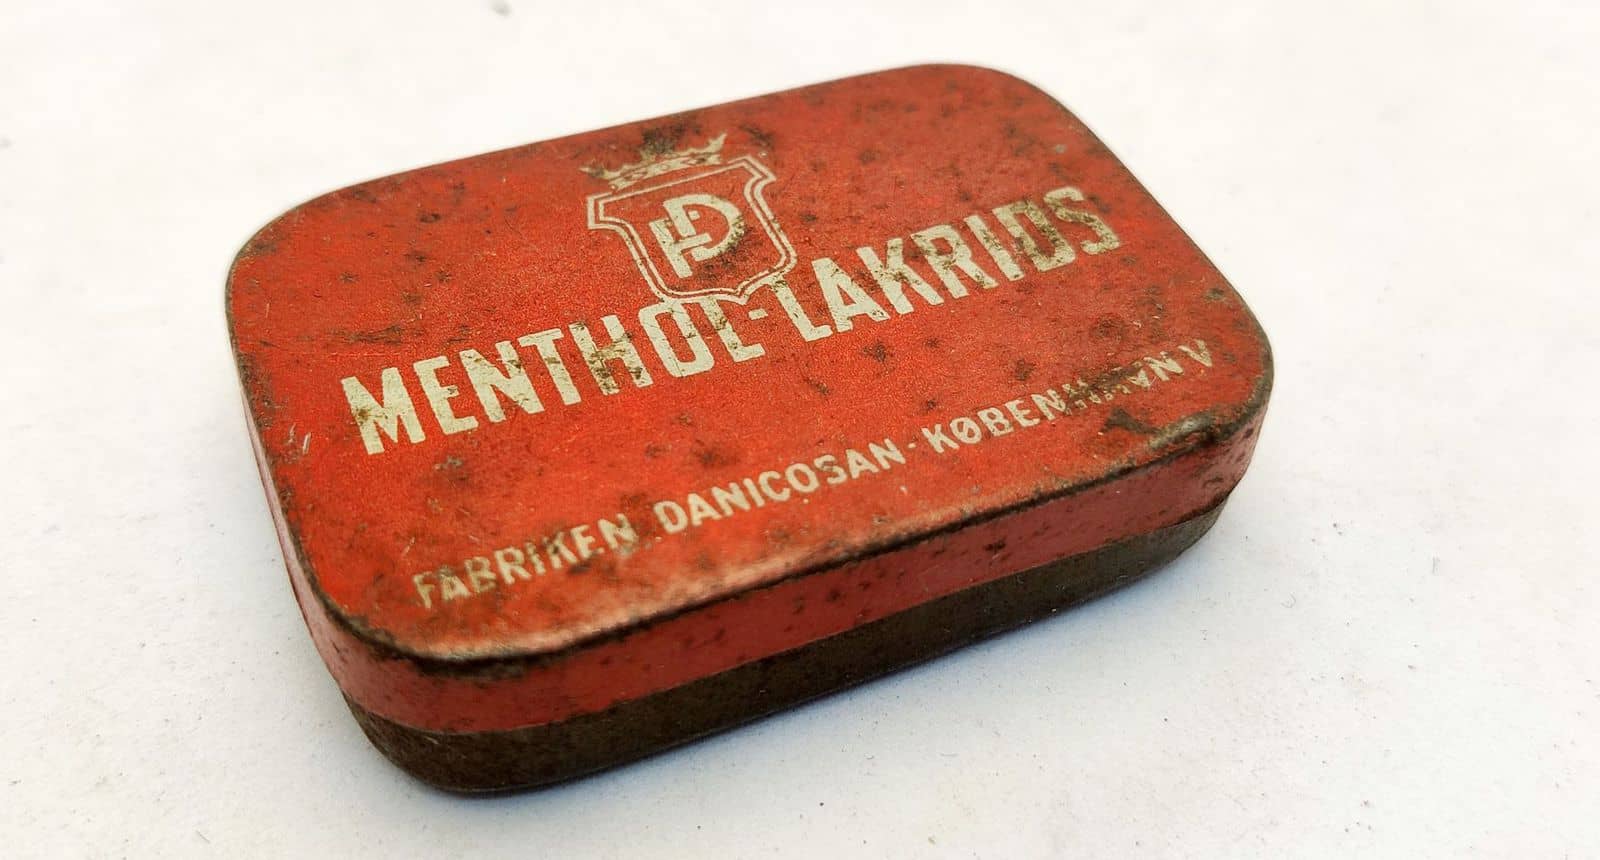 PD
MENTHOL-LAKRIDS
FABRIKEN DANICOSAN·KØBENHAVN V